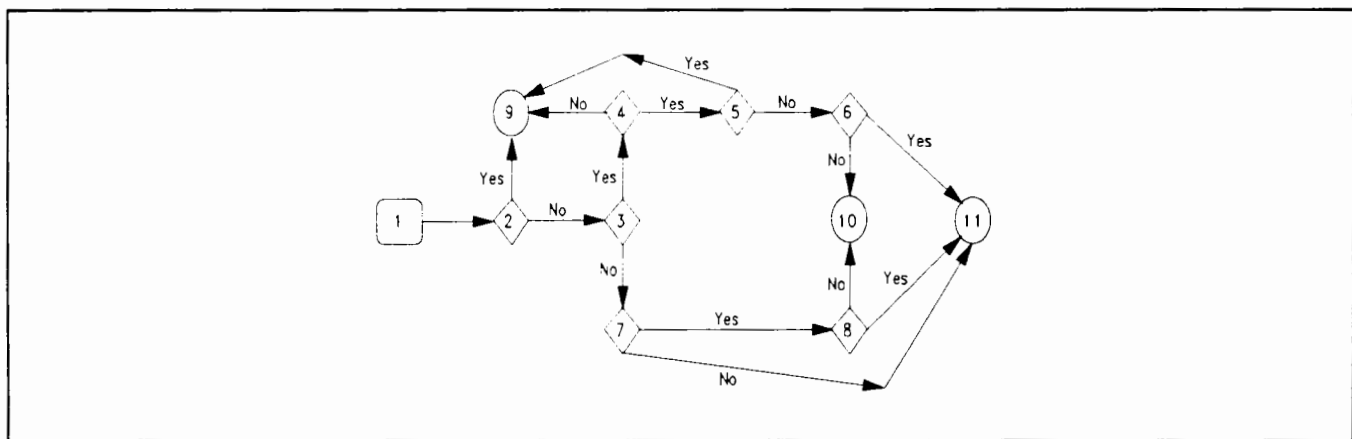 Yes
9 No 4 Yes 5 No 6
Yes
Yes Yes No
1 2 No 3 10 11
No No Yes
7 Yes 8
No